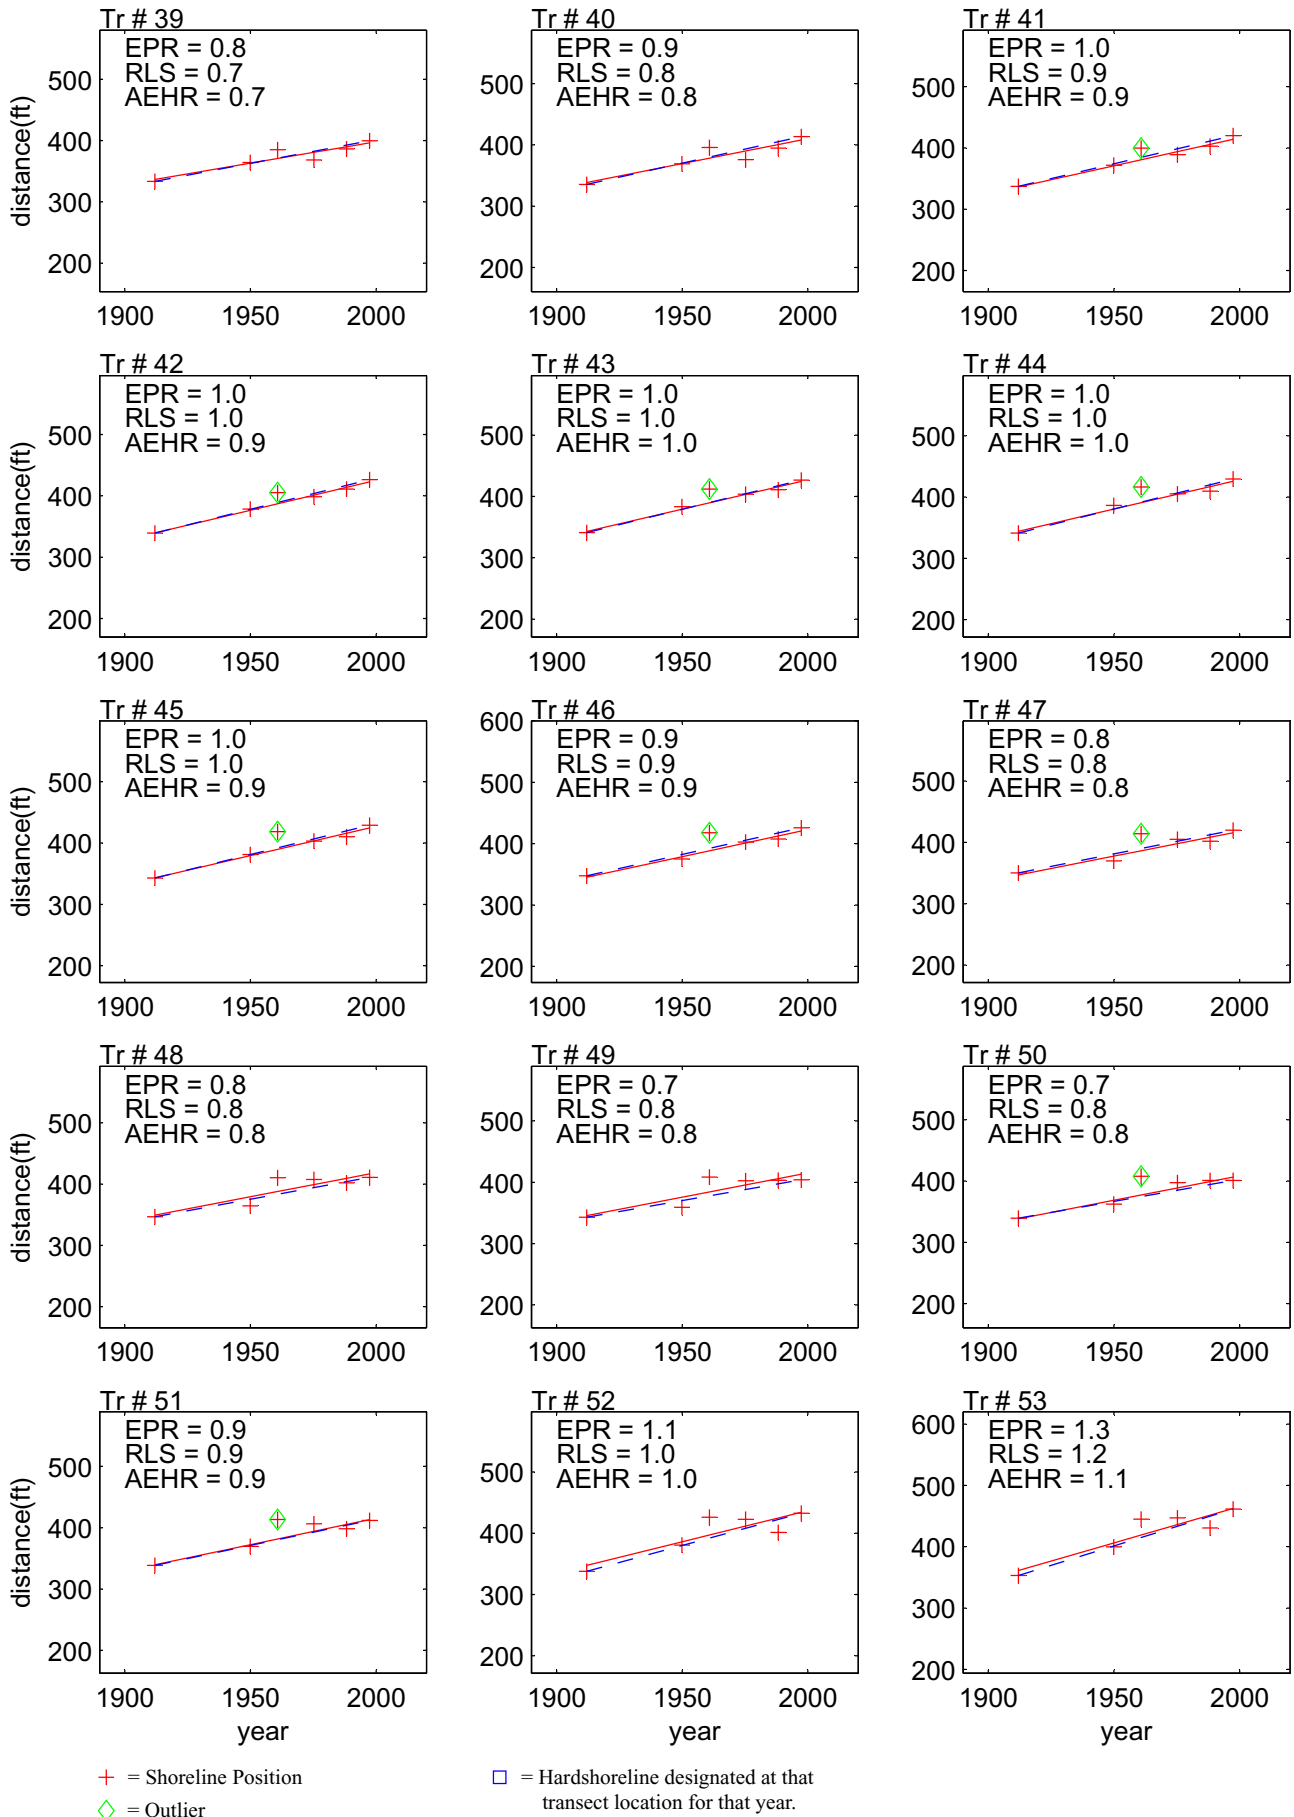 Tr # 39
EPR = 0.8
RLS = 0.7
AEHR = 0.7
500
400
300
200
distance(ft)
1900 1950 2000
Tr # 40
EPR = 0.9
RLS = 0.8
AEHR = 0.8
500
400
300
200
1900 1950 2000
Tr # 41
EPR = 1.0
RLS = 0.9
AEHR = 0.9
500
400
300
200
1900 1950 2000
Tr # 42
EPR = 1.0
RLS = 1.0
AEHR = 0.9
500
400
300
200
distance(ft)
1900 1950 2000
Tr # 43
EPR = 1.0
RLS = 1.0
AEHR = 1.0
500
400
300
200
1900 1950 2000
Tr # 44
EPR = 1.0
RLS = 1.0
AEHR = 1.0
500
400
300
200
1900 1950 2000
Tr # 45
EPR = 1.0
RLS = 1.0
AEHR = 0.9
500
400
300
200
distance(ft)
1900 1950 2000
Tr # 46
EPR = 0.9
RLS = 0.9
AEHR = 0.9
600
500
400
300
200
1900 1950 2000
Tr # 47
EPR = 0.8
RLS = 0.8
AEHR = 0.8
500
400
300
200
1900 1950 2000
Tr # 48
EPR = 0.8
RLS = 0.8
AEHR = 0.8
500
400
300
200
distance(ft)
1900 1950 2000
Tr # 49
EPR = 0.7
RLS = 0.8
AEHR = 0.8
500
400
300
200
1900 1950 2000
Tr # 50
EPR = 0.7
RLS = 0.8
AEHR = 0.8
500
400
300
200
1900 1950 2000
Tr # 51
EPR = 0.9
RLS = 0.9
AEHR = 0.9
500
400
300
200
distance(ft)
1900 1950 2000
year
Tr # 52
EPR = 1.1
RLS = 1.0
AEHR = 1.0
500
400
300
200
1900 1950 2000
year
Tr # 53
EPR = 1.3
RLS = 1.2
AEHR = 1.1
600
500
400
300
200
1900 1950 2000
year
= Shoreline Position
= Outlier
= Hardshoreline designated at that
transect location for that year.